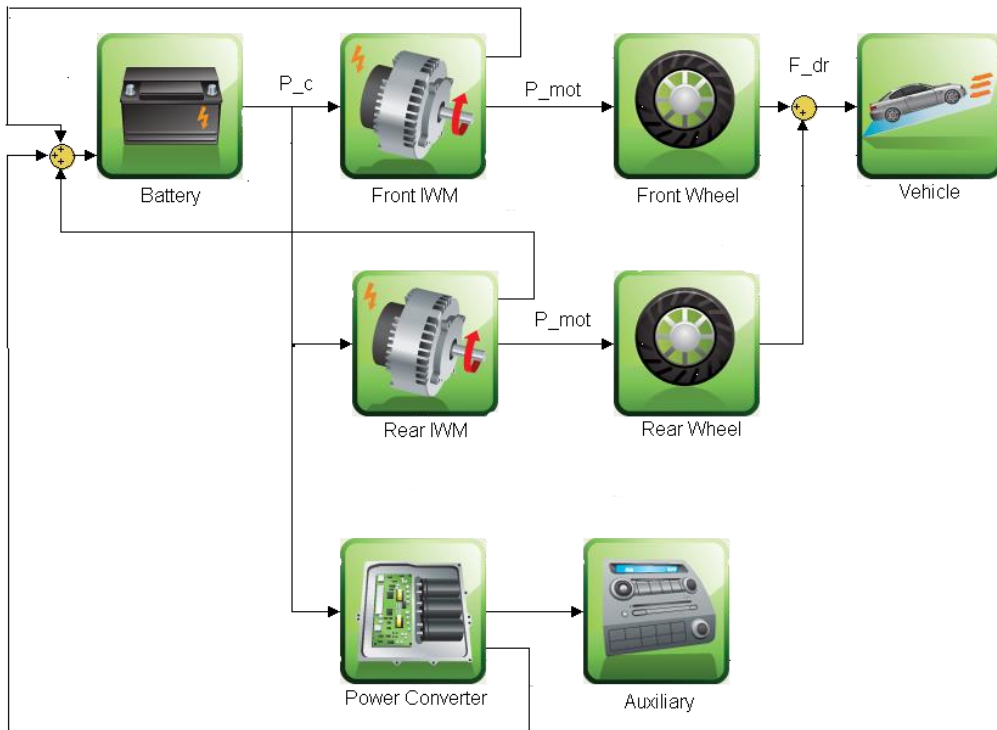 P_c
P_mot
F_dr
Battery
Front IWM
Front Wheel
Vehicle
P_mot
Rear IWM
Rear Wheel
Power Converter
Auxiliary